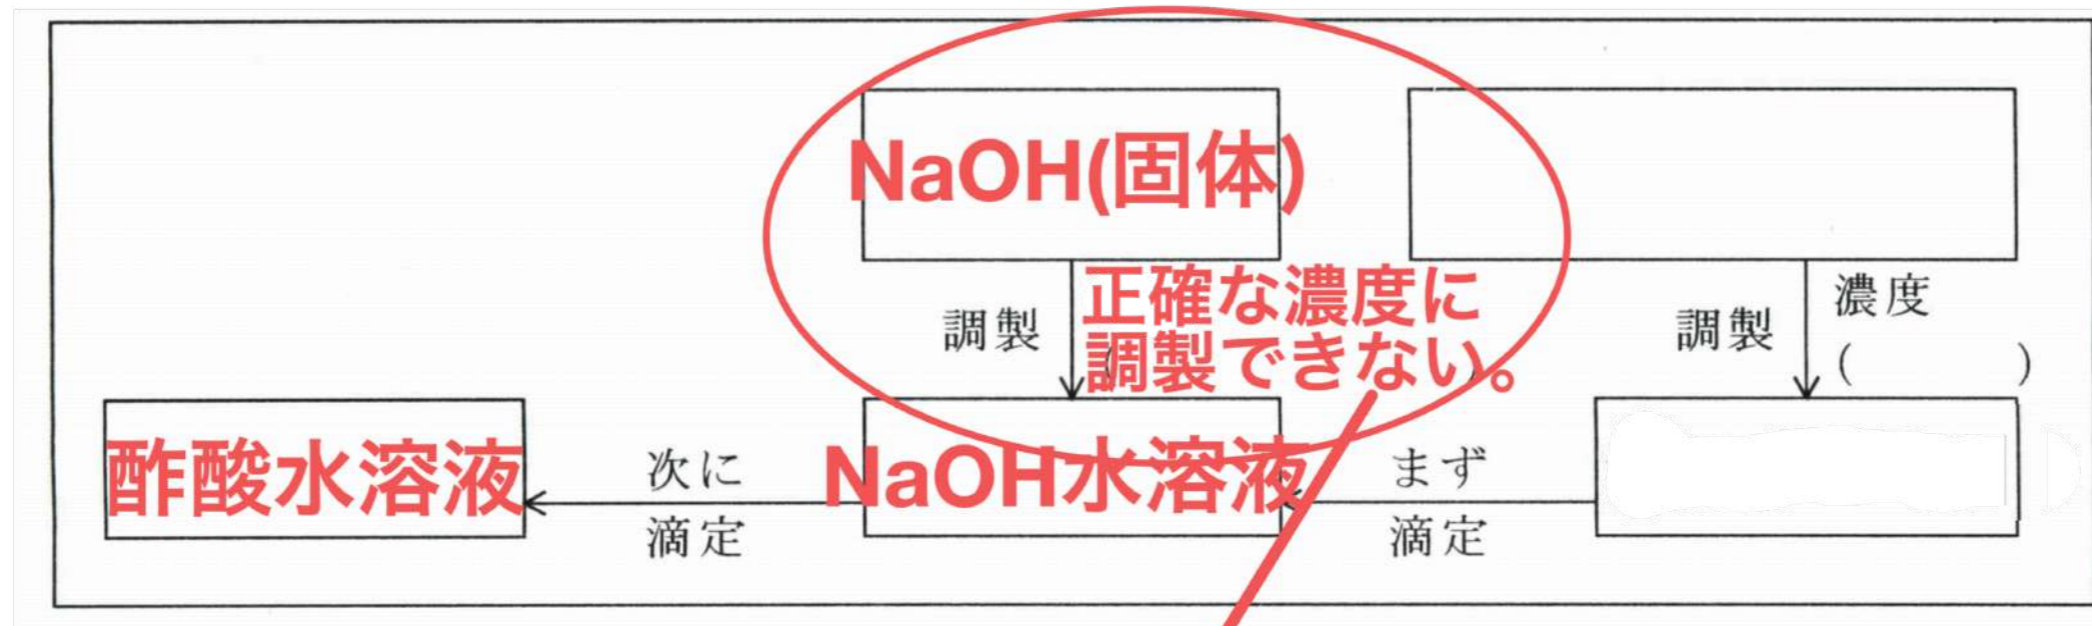 NaOH(固体)
調製
正確な濃度に
調製できない。
調製
濃度
( )
酢酸水溶液
次に
滴定
NaOH水溶液
まず
滴定